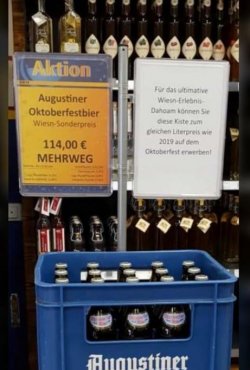 Aktion
Augustiner
Oktoberfestbier
Wiesn-Sonderpreis
114,00 €
MEHRWEG
Für das ultimative
Wiesn-Erlebnis-
Dahoam können Sie
diese Kiste zum
gleichen Literpreis wie
2019 auf dem
Oktoberfest erwerben!
Augustiner